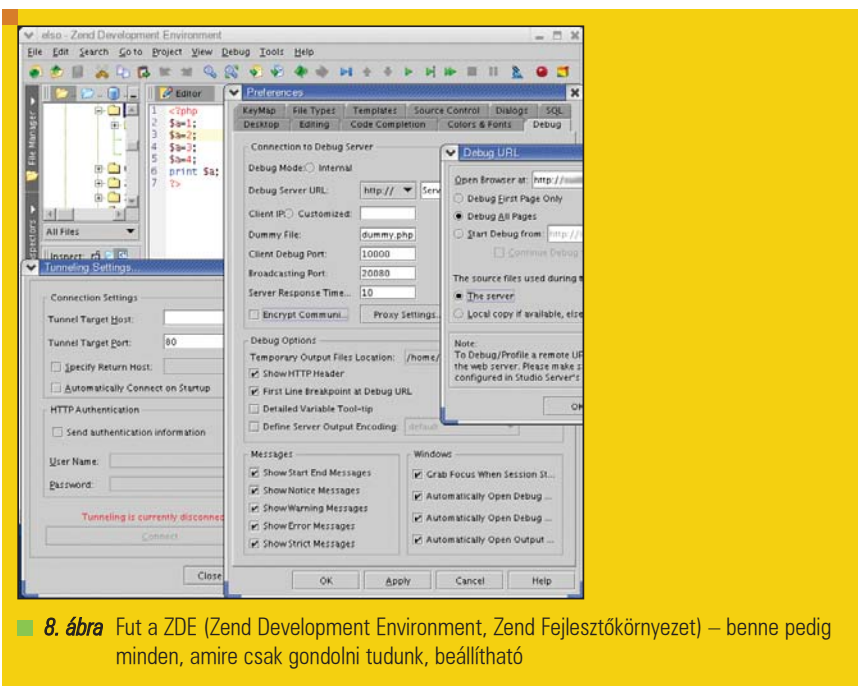 elso - Zend Development Environment
File Edit Search Go to Project View Debug Tools Help
File Manager
Editor
1 <?php
2 $a=1;
3 $a=2;
4 $a=3;
5 $a=4;
6 print $a;
7 ?>
All Files
Inspectors
Inspect:
Preferences
KeyMap File Types Templates Source Control Dialogs SQL
Desktop Editing Code Completion Colors & Fonts Debug
Connection to Debug Server
Debug Mode: Internal
Debug Server URL: http:// Serv
Client IP: Customized:
Dummy File: dummy.php
Client Debug Port: 10000
Broadcasting Port: 20080
Server Response Time... 10
Encrypt Communi... Proxy Settings..
Debug Options
Temporary Output Files Location: /home/
Show HTTP Header
First Line Breakpoint at Debug URL
Detailed Variable Tool-tip
Define Server Output Encoding: default
Messages
Show Start End Messages
Show Notice Messages
Show Warning Messages
Show Error Messages
Show Strict Messages
Windows
Grab Focus When Session St...
Automatically Open Debug ...
Automatically Open Debug ...
Automatically Open Output ...
OK Apply Cancel Help
Debug URL
Open Browser at: http://
Debug First Page Only
Debug All Pages
Start Debug from: http://
Continue Debug
The source files used during
The server
Local copy if available, else
Note:
To Debug/Profile a remote UR
the web server. Please make s
configured in Studio Server's
OK
Tunneling Settings...
Connection Settings
Tunnel Target Host:
Tunnel Target Port: 80
Specify Return Host:
Automatically Connect on Startup
HTTP Authentication
Send authentication information
User Name:
Password:
Tunneling is currently disconnec
Connect
Close
8. ábra Fut a ZDE (Zend Development Environment, Zend Fejlesztőkörnyezet) – benne pedig
minden, amire csak gondolni tudunk, beállítható